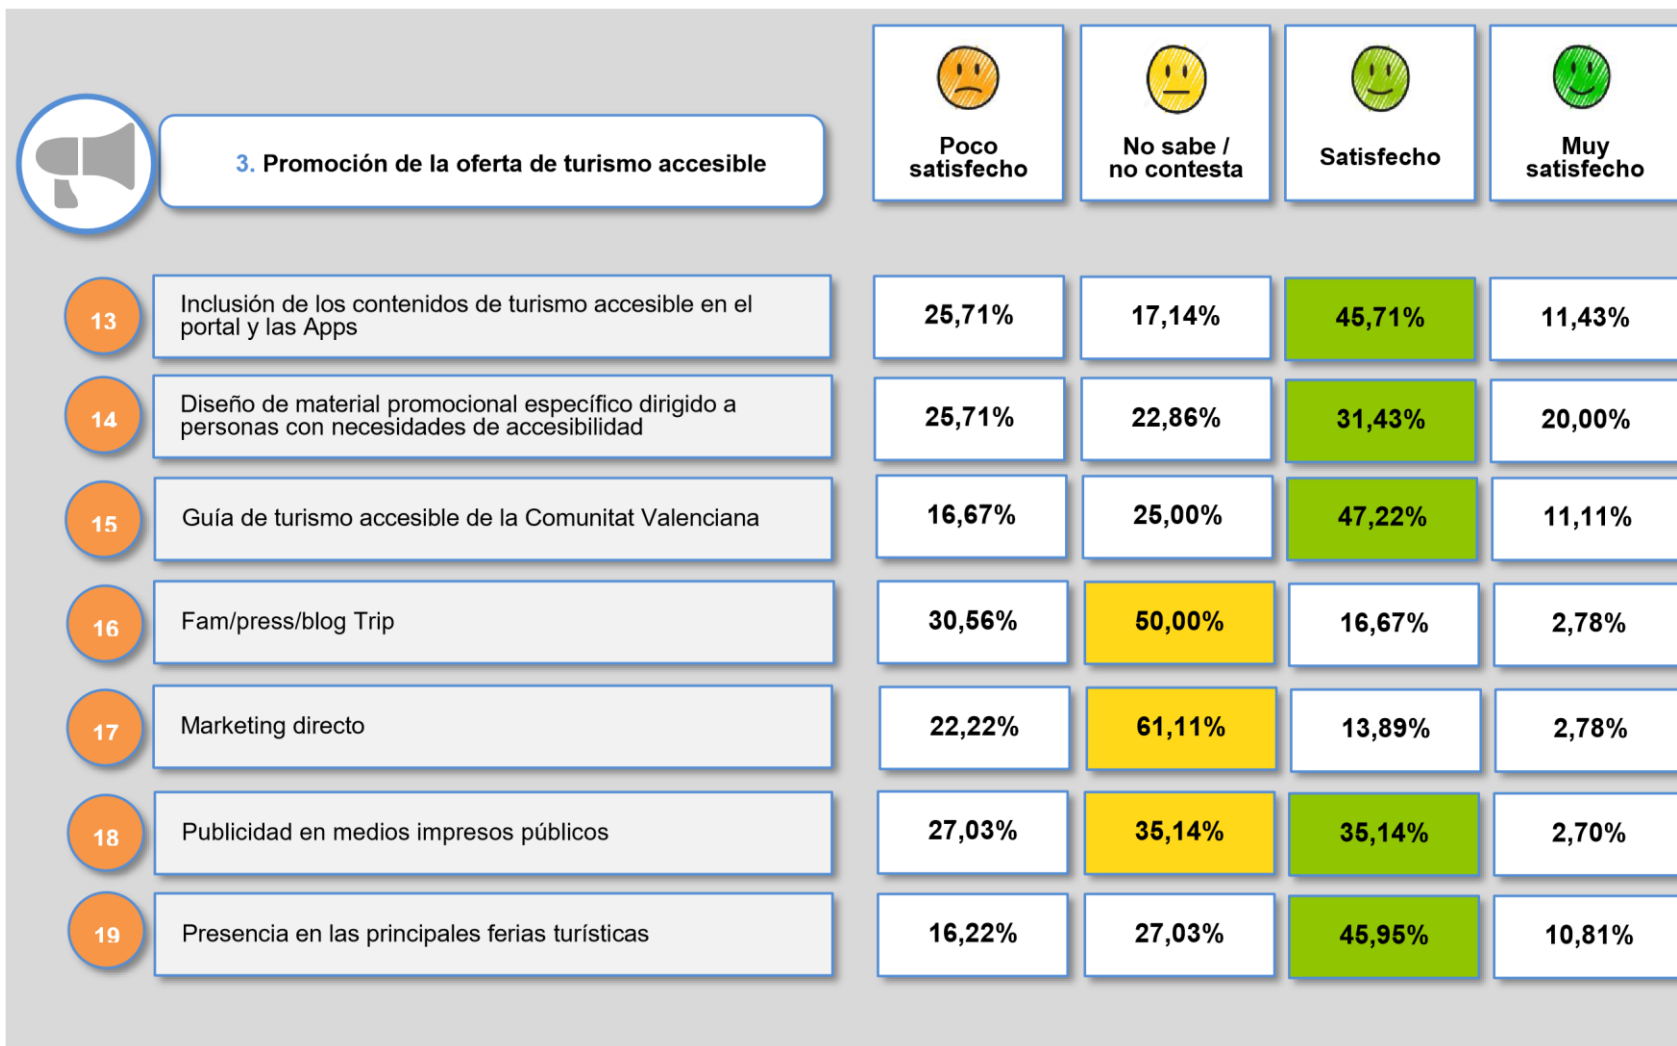 3. Promoción de la oferta de turismo accesible
Poco
satisfecho
No sabe /
no contesta
Satisfecho
Muy
satisfecho
13
Inclusión de los contenidos de turismo accesible en el
portal y las Apps
25,71%
17,14%
45,71%
11,43%
14
Diseño de material promocional específico dirigido a
personas con necesidades de accesibilidad
25,71%
22,86%
31,43%
20,00%
15
Guía de turismo accesible de la Comunitat Valenciana
16,67%
25,00%
47,22%
11,11%
16
Fam/press/blog Trip
30,56%
50,00%
16,67%
2,78%
17
Marketing directo
22,22%
61,11%
13,89%
2,78%
18
Publicidad en medios impresos públicos
27,03%
35,14%
35,14%
2,70%
19
Presencia en las principales ferias turísticas
16,22%
27,03%
45,95%
10,81%